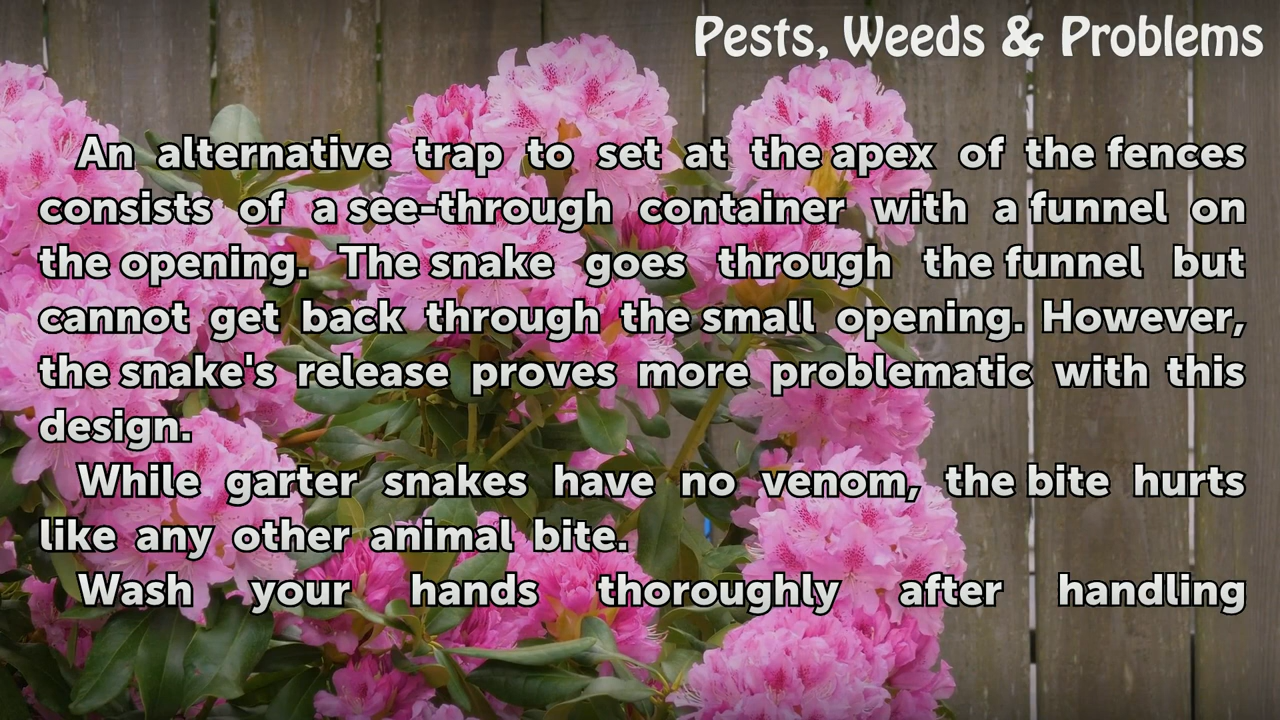 Pests, Weeds & Problems
An alternative trap to set at the apex of the fences
consists of a see-through container with a funnel on
the opening. The snake goes through the funnel but
cannot get back through the small opening. However,
the snake's release proves more problematic with this
design.
While garter snakes have no venom, the bite hurts
like any other animal bite.
Wash your hands thoroughly after handling